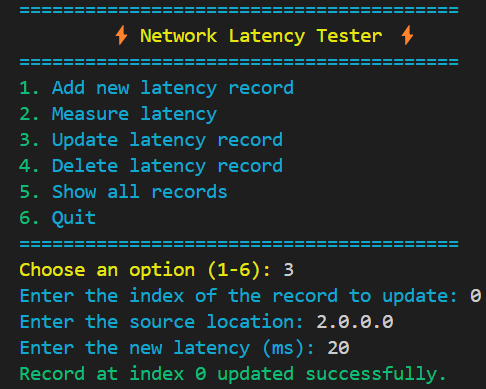 ========================================
⚡ Network Latency Tester ⚡
========================================
1. Add new latency record
2. Measure latency
3. Update latency record
4. Delete latency record
5. Show all records
6. Quit
========================================
Choose an option (1-6): 3
Enter the index of the record to update: 0
Enter the source location: 2.0.0.0
Enter the new latency (ms): 20
Record at index 0 updated successfully.